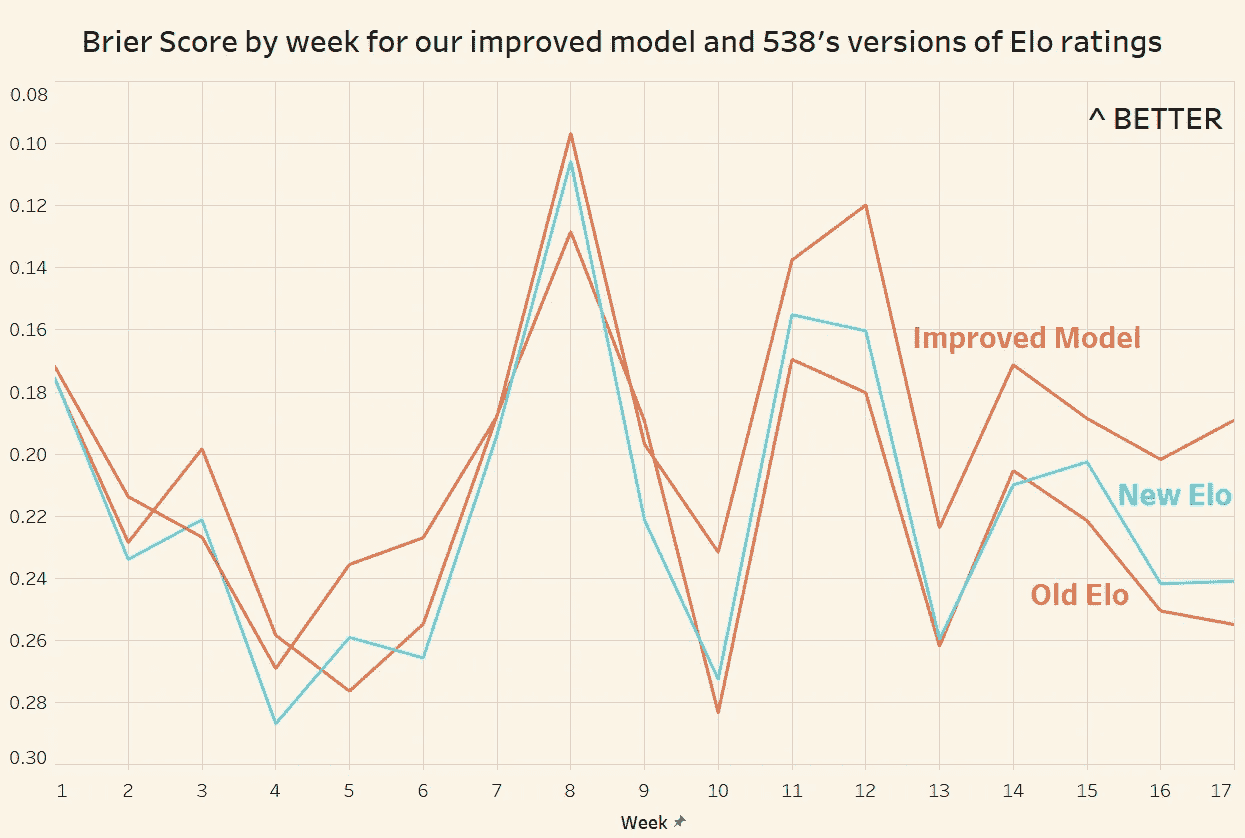 Brier Score by week for our improved model and 538's versions of Elo ratings
0.08
^ BETTER
0.10
0.12
0.14
0.16
Improved Model
0.18
0.20
New Elo
0.22
0.24
Old Elo
0.26
0.28
0.30
1 2 3 4 5 6 7 8 9 10 11 12 13 14 15 16 17
Week